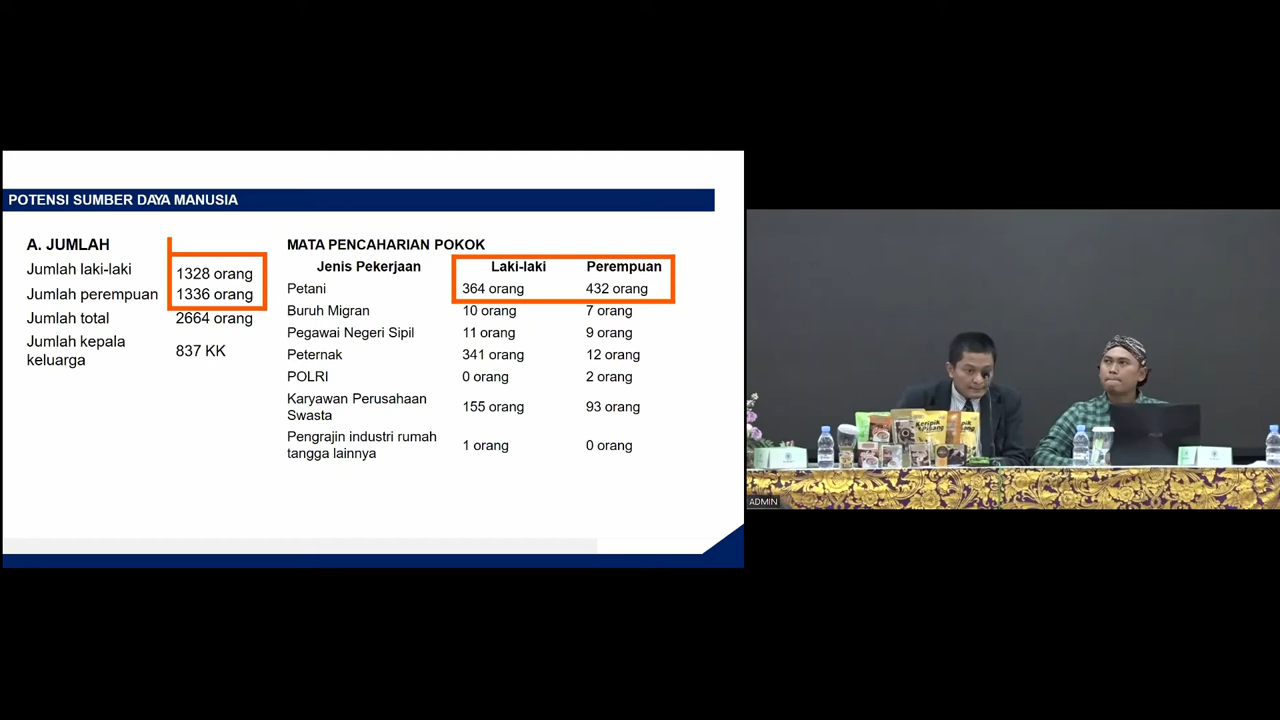 POTENSI SUMBER DAYA MANUSIA
A. JUMLAH
Jumlah laki-laki 1328 orang
Jumlah perempuan 1336 orang
Jumlah total 2664 orang
Jumlah kepala
keluarga 837 KK
MATA PENCAHARIAN POKOK
Jenis Pekerjaan Laki-laki Perempuan
Petani 364 orang 432 orang
Buruh Migran 10 orang 7 orang
Pegawai Negeri Sipil 11 orang 9 orang
Peternak 341 orang 12 orang
POLRI 0 orang 2 orang
Karyawan Perusahaan
Swasta 155 orang 93 orang
Pengrajin industri rumah
tangga lainnya 1 orang 0 orang
Keripik
Pisang
ADMIN